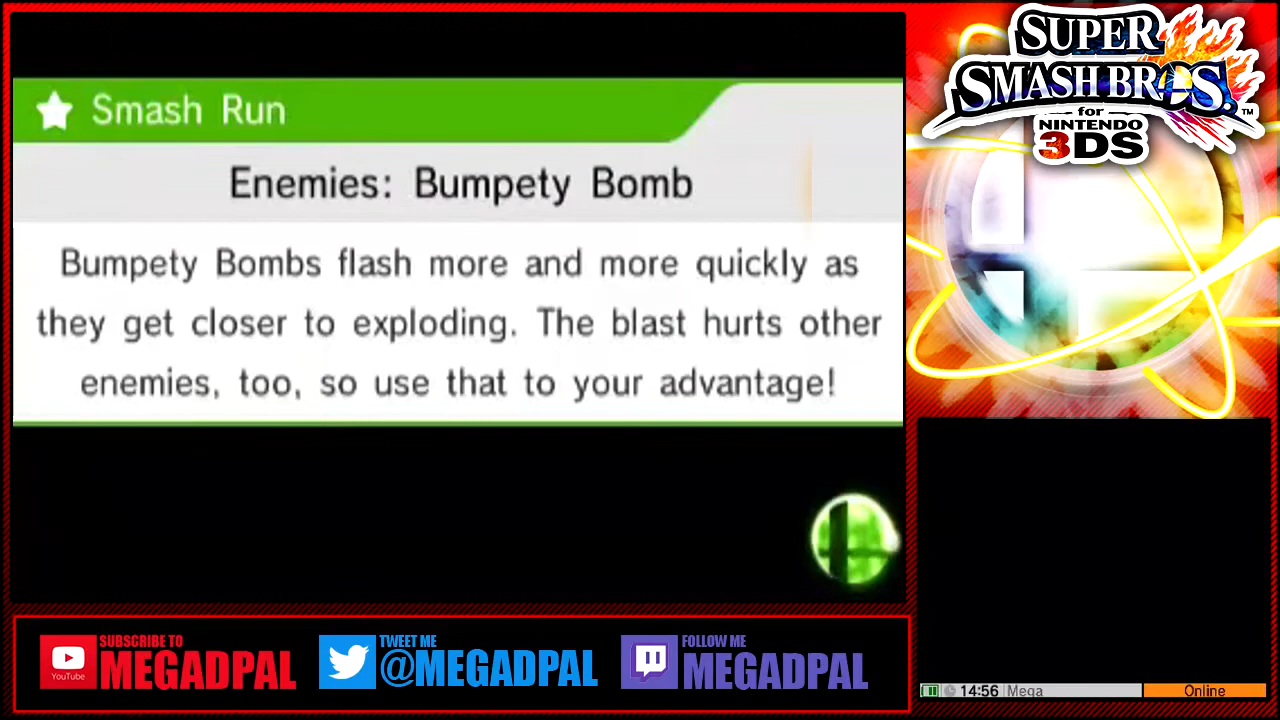 Smash Run
Enemies: Bumpety Bomb
Bumpety Bombs flash more and more quickly as
they get closer to exploding. The blast hurts other
enemies, too, so use that to your advantage!
SUPER
SMASH BROS.™
for
NINTENDO
3DS
YouTube
SUBSCRIBE TO
MEGADPAL
TWEET ME
@MEGADPAL
FOLLOW ME
MEGADPAL
14:56 Mega Online